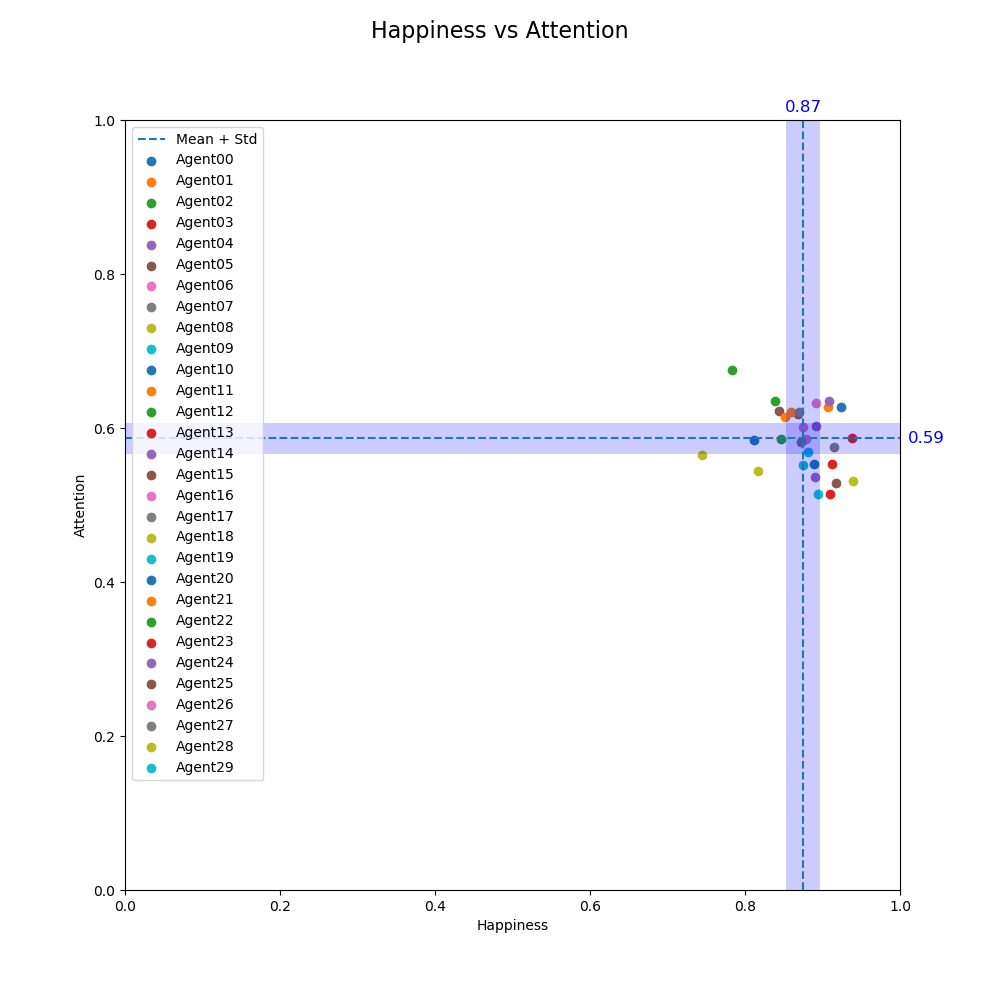 Happiness vs Attention
0.87
1.0
Mean + Std
Agent00
Agent01
Agent02
Agent03
Agent04
Agent05
Agent06
Agent07
Agent08
Agent09
Agent10
Agent11
Agent12
Agent13
Agent14
Agent15
Agent16
Agent17
Agent18
Agent19
Agent20
Agent21
Agent22
Agent23
Agent24
Agent25
Agent26
Agent27
Agent28
Agent29
0.8
0.6
0.59
Attention
0.4
0.2
0.0
0.0 0.2 0.4 0.6 0.8 1.0
Happiness